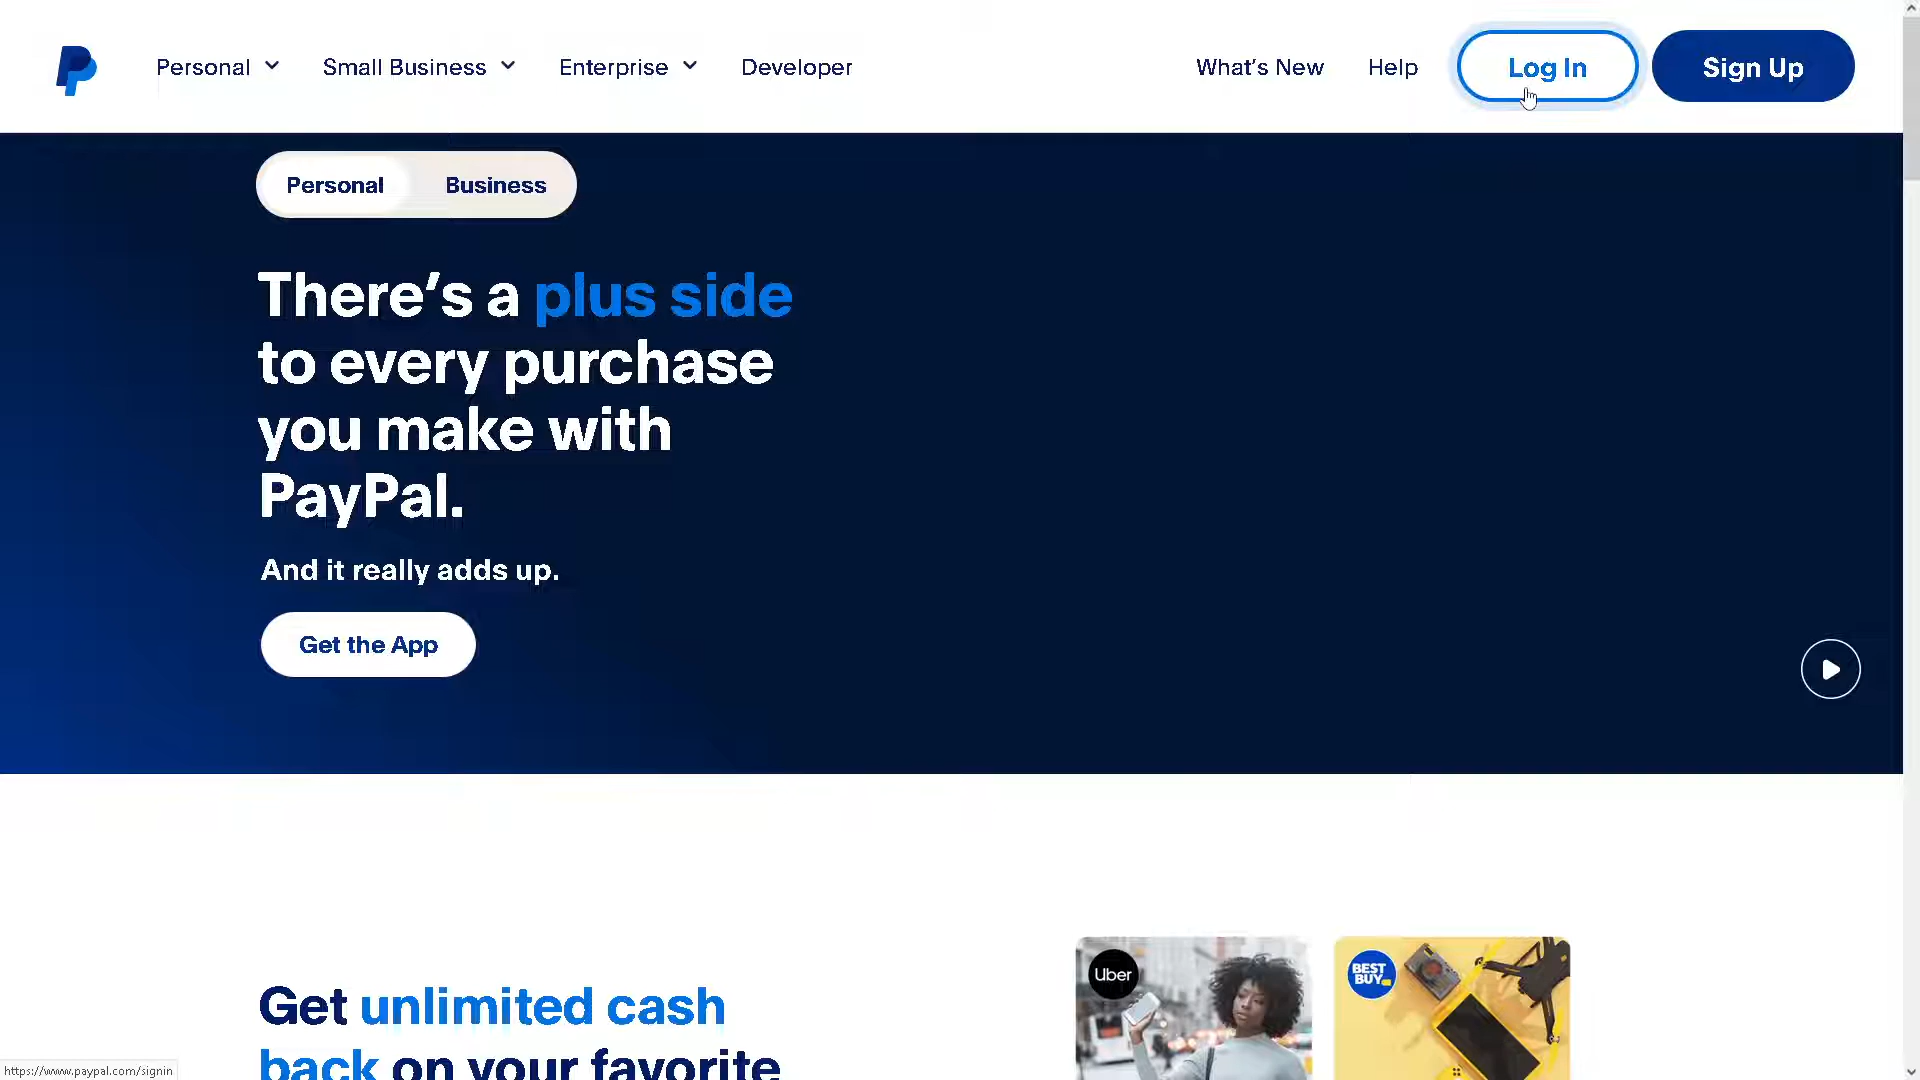 Personal Small Business Enterprise Developer What's New Help Log In Sign Up
Personal Business
There's a plus side
to every purchase
you make with
PayPal.
And it really adds up.
Get the App
Get unlimited cash
back on your favorite
Uber
BEST
BUY
https://www.paypal.com/signin